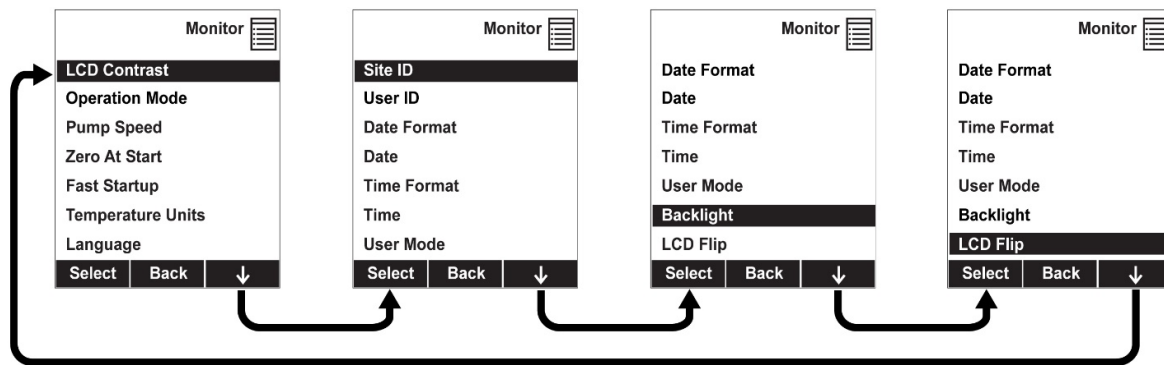 Monitor
LCD Contrast
Operation Mode
Pump Speed
Zero At Start
Fast Startup
Temperature Units
Language
Select Back ↓
Monitor
Site ID
User ID
Date Format
Date
Time Format
Time
User Mode
Select Back ↓
Monitor
Date Format
Date
Time Format
Time
User Mode
Backlight
LCD Flip
Select Back ↓
Monitor
Date Format
Date
Time Format
Time
User Mode
Backlight
LCD Flip
Select Back ↓